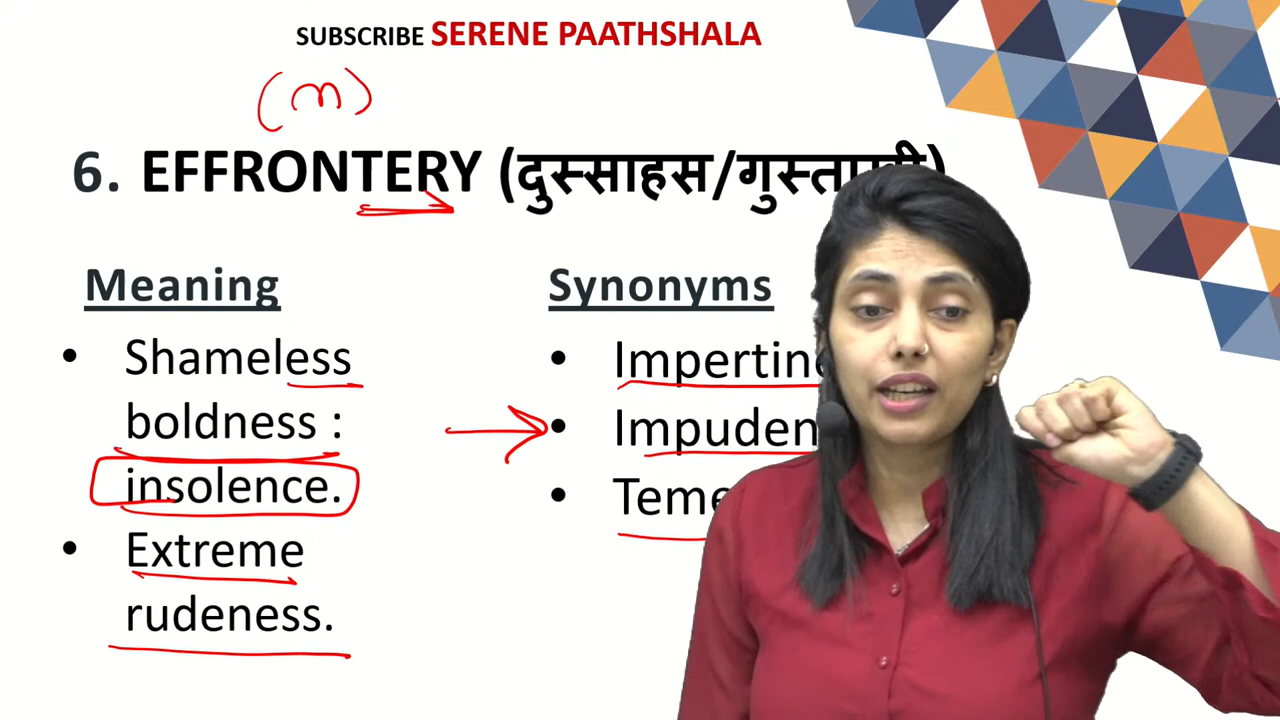 SUBSCRIBE SERENE PAATHSHALA
(n)
6. EFFRONTERY (दुस्साहस/
Meaning
Synonyms
• Shameless
boldness :
insolence.
• Extreme
rudeness.
•
•
•